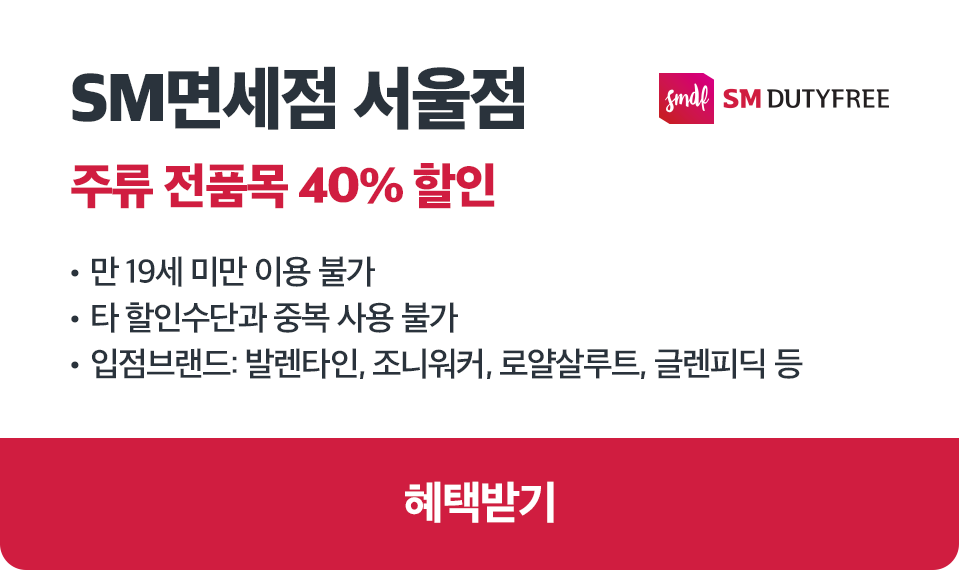 SM면세점 서울점
smdf SM DUTYFREE
주류 전품목 40% 할인
• 만 19세 미만 이용 불가
• 타 할인수단과 중복 사용 불가
• 입점브랜드: 발렌타인, 조니워커, 로얄살루트, 글렌피딕 등
혜택받기